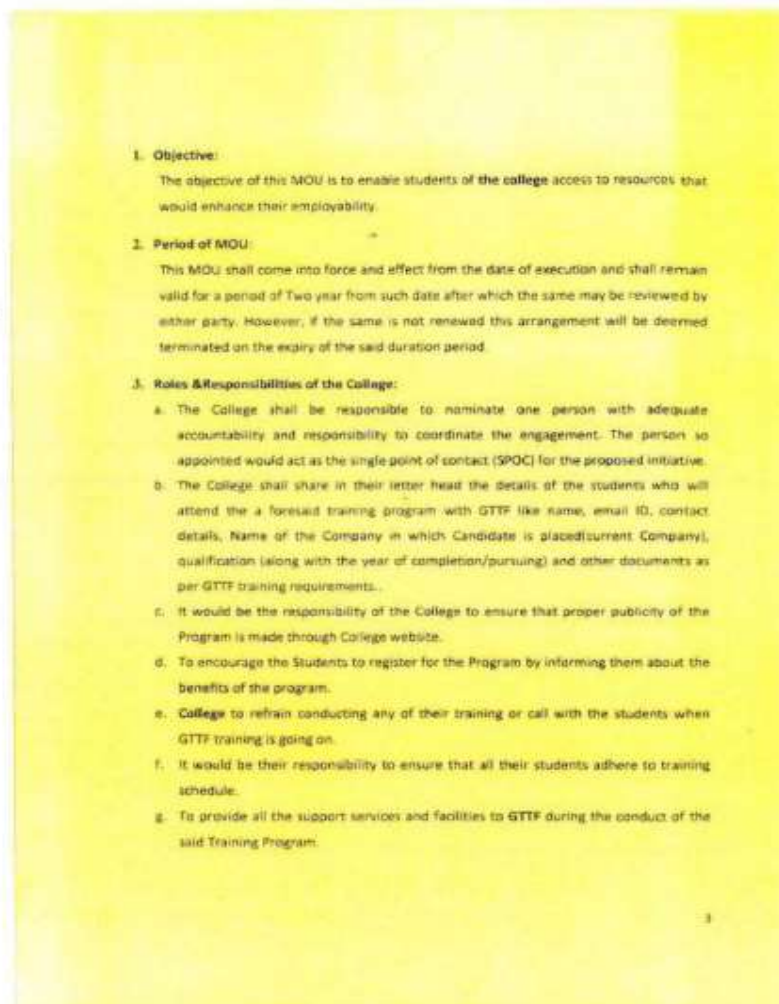 1. Objective:
The objective of this MOU is to enable students of the college access to resources that
would enhance their employability.
2. Period of MOU:
This MOU shall come into force and effect from the date of execution and shall remain
valid for a period of Two year from such date after which the same may be reviewed by
either party. However, if the same is not renewed this arrangement will be deemed
terminated on the expiry of the said duration period.
3. Roles &Responsibilities of the College:
a. The College shall be responsible to nominate one person with adequate
accountability and responsibility to coordinate the engagement. The person so
appointed would act as the single point of contact (SPOC) for the proposed initiative.
b. The College shall share in their letter head the details of the students who will
attend the a foresaid training program with GTTF like name, email ID, contact
details, Name of the Company in which Candidate is placed(current Company),
qualification (along with the year of completion/pursuing) and other documents as
per GTTF training requirements..
c. It would be the responsibility of the College to ensure that proper publicity of the
Program is made through College website.
d. To encourage the Students to register for the Program by informing them about the
benefits of the program.
e. College to refrain conducting any of their training or call with the students when
GTTF training is going on.
f. It would be their responsibility to ensure that all their students adhere to training
schedule.
g. To provide all the support services and facilities to GTTF during the conduct of the
said Training Program.
3